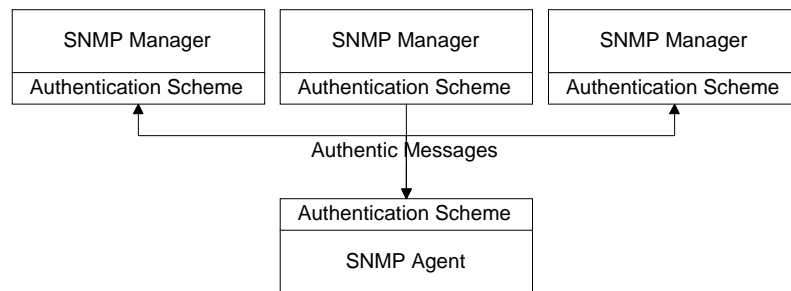 SNMP Manager
SNMP Manager
SNMP Manager
Authentication Scheme
Authentication Scheme
Authentication Scheme
Authentic Messages
Authentication Scheme
SNMP Agent